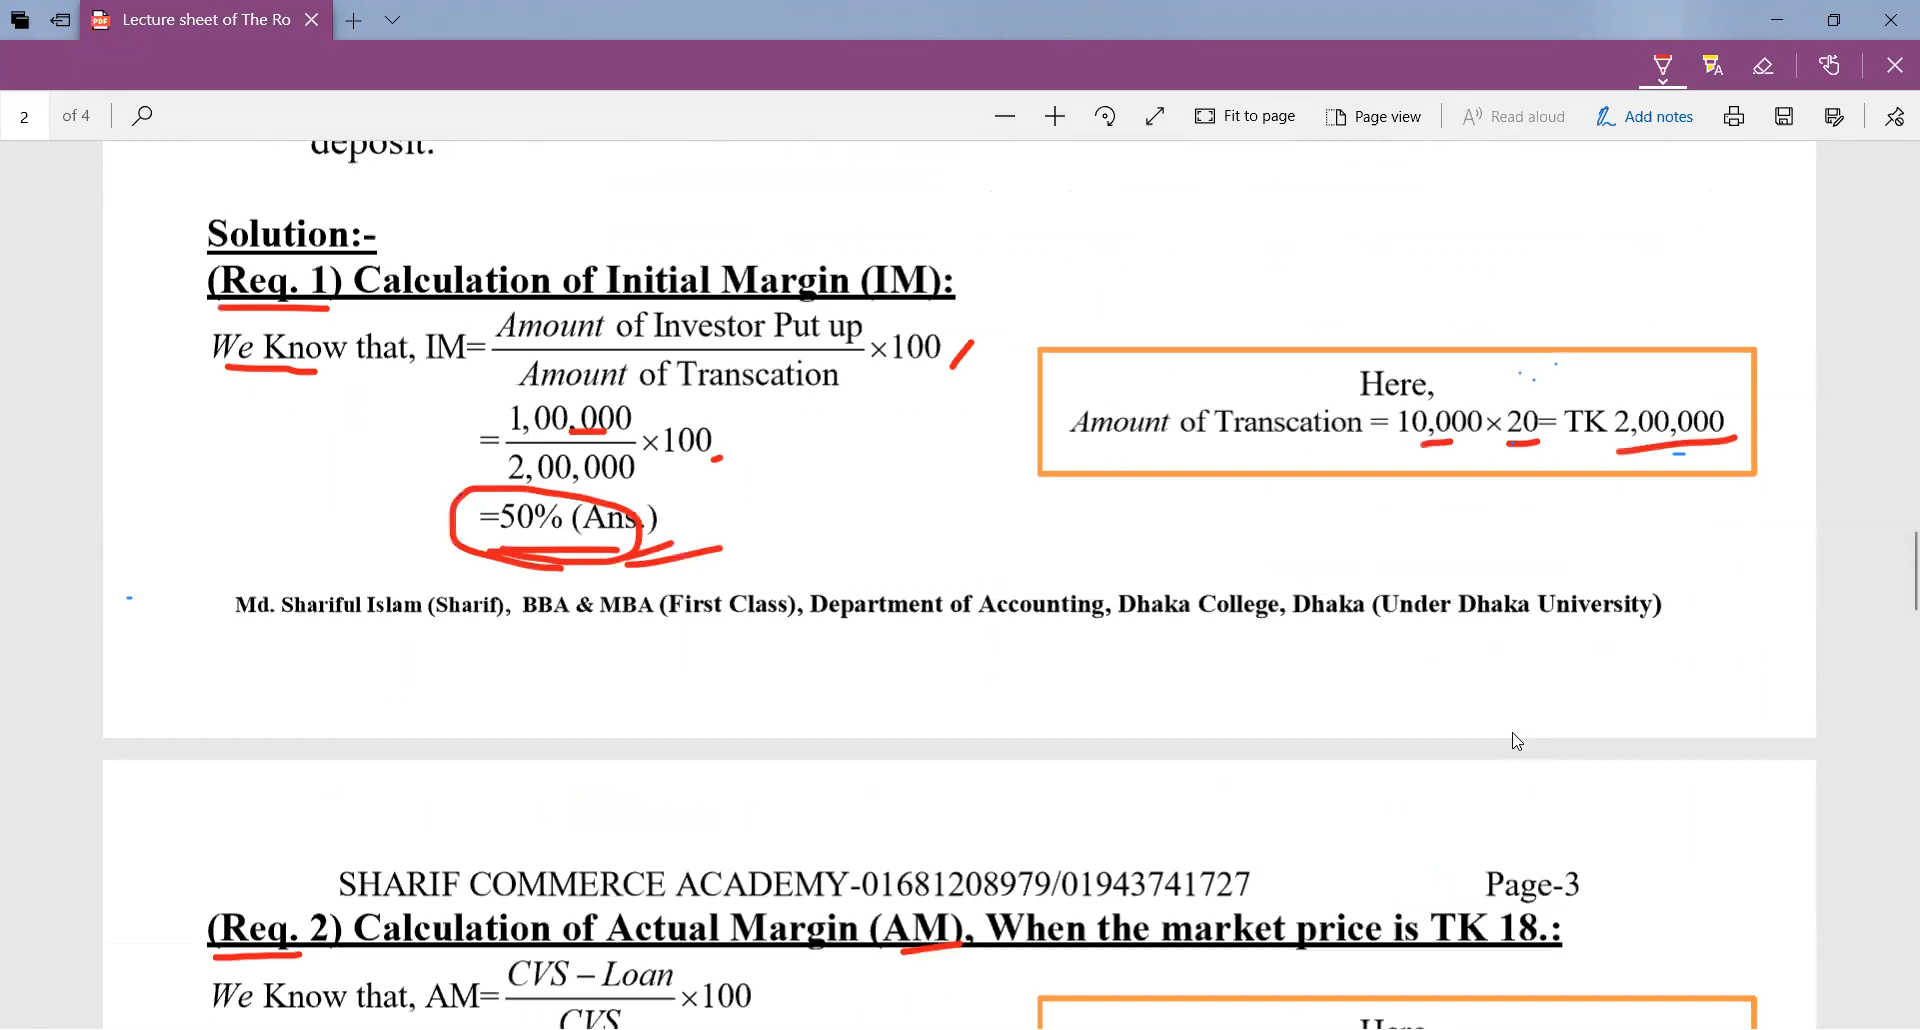 Lecture sheet of The Ro
2 of 4
Fit to page
Page view
Read aloud
Add notes
deposit.
Solution:-
(Req. 1) Calculation of Initial Margin (IM):
We Know that, IM= Amount of Investor Put up / Amount of Transcation ×100
= 1,00,000 / 2,00,000 ×100
=50% (Ans.)
Here,
Amount of Transcation = 10,000×20= TK 2,00,000
Md. Shariful Islam (Sharif), BBA & MBA (First Class), Department of Accounting, Dhaka College, Dhaka (Under Dhaka University)
SHARIF COMMERCE ACADEMY-01681208979/01943741727 Page-3
(Req. 2) Calculation of Actual Margin (AM), When the market price is TK 18.:
We Know that, AM= CVS – Loan / CVS ×100
Here